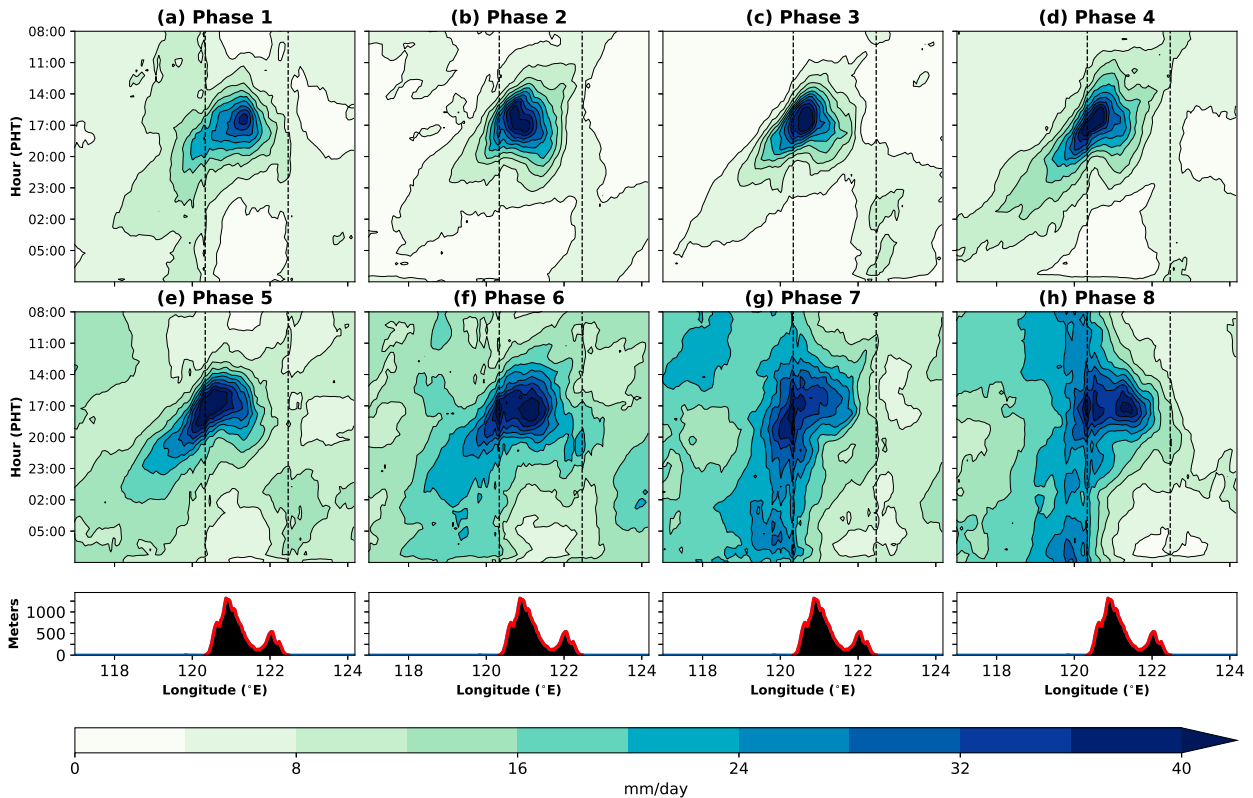 (a) Phase 1 (b) Phase 2 (c) Phase 3 (d) Phase 4
08:00
11:00
14:00
17:00
20:00
23:00
02:00
05:00
Hour (PHT)
(e) Phase 5 (f) Phase 6 (g) Phase 7 (h) Phase 8
08:00
11:00
14:00
17:00
20:00
23:00
02:00
05:00
Hour (PHT)
Meters
1000
500
0
118 120 122 124 118 120 122 124 118 120 122 124 118 120 122 124
Longitude (°E) Longitude (°E) Longitude (°E) Longitude (°E)
0 8 16 24 32 40
mm/day